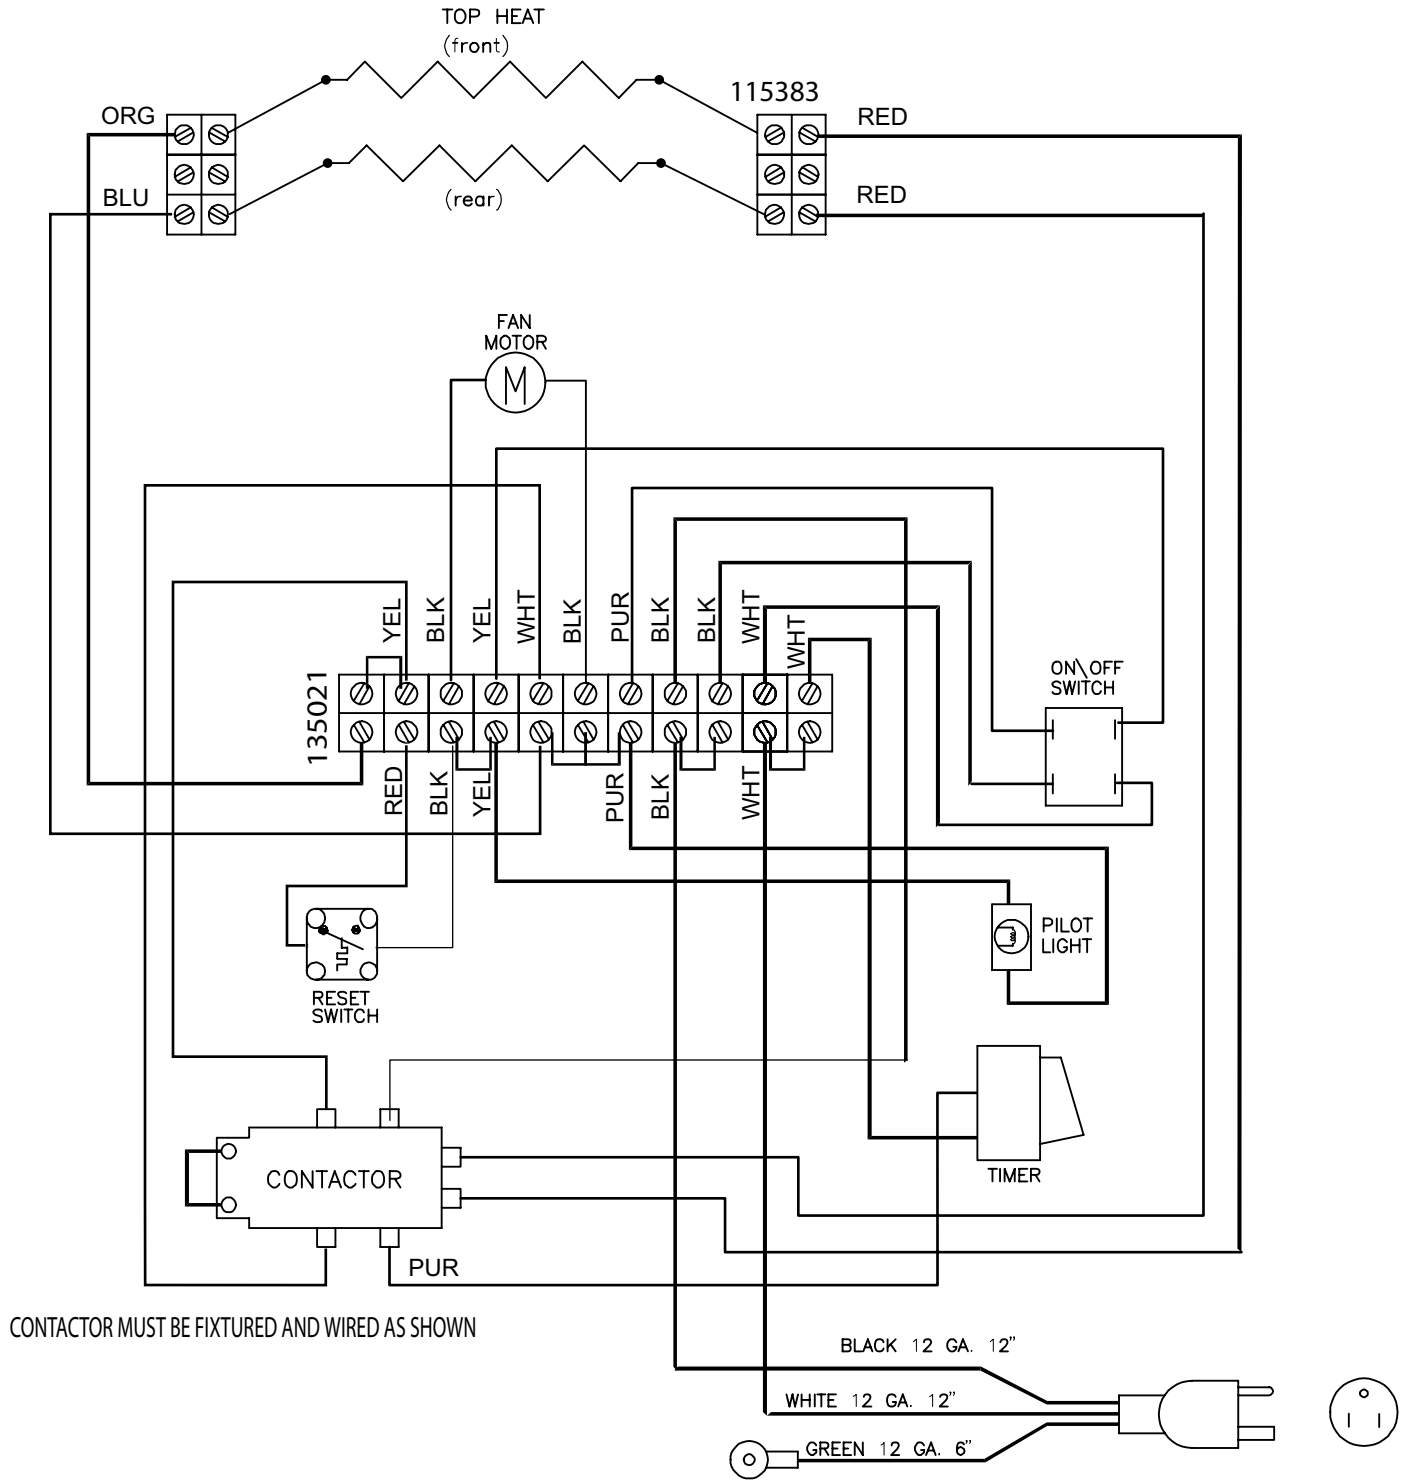 TOP HEAT
(front)
115383
ORG
RED
(rear)
BLU
RED
FAN
MOTOR
M
YEL
BLK
YEL
WHT
BLK
PUR
BLK
BLK
WHT
WHT
135021
ON\OFF
SWITCH
RED
BLK
YEL
PUR
BLK
WHT
PILOT
LIGHT
RESET
SWITCH
CONTACTOR
TIMER
PUR
CONTACTOR MUST BE FIXTURED AND WIRED AS SHOWN
BLACK 12 GA. 12"
WHITE 12 GA. 12"
GREEN 12 GA. 6"